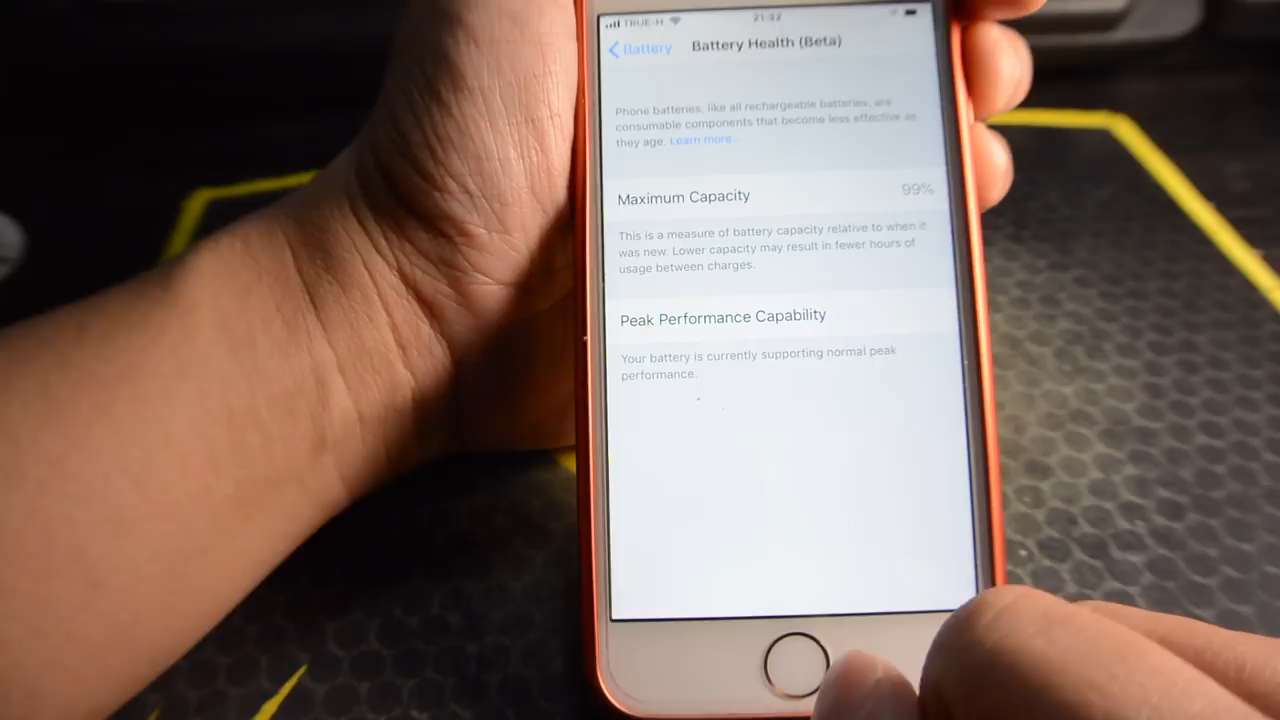 TRUE-H 21:32
Battery Battery Health (Beta)
Phone batteries, like all rechargeable batteries, are
consumable components that become less effective as
they age. Learn more...
Maximum Capacity 99%
This is a measure of battery capacity relative to when it
was new. Lower capacity may result in fewer hours of
usage between charges.
Peak Performance Capability
Your battery is currently supporting normal peak
performance.